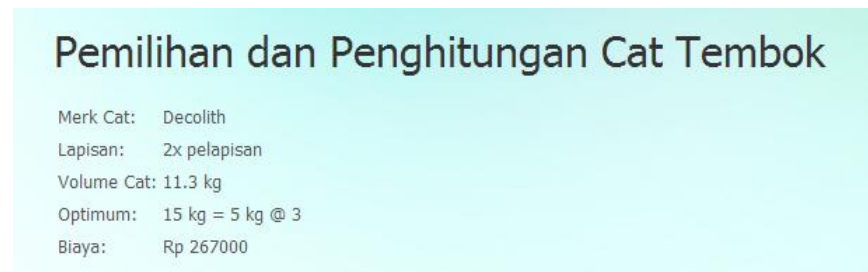 Pemilihan dan Penghitungan Cat Tembok
Merk Cat: Decolith
Lapisan: 2x pelapisan
Volume Cat: 11.3 kg
Optimum: 15 kg = 5 kg @ 3
Biaya: Rp 267000